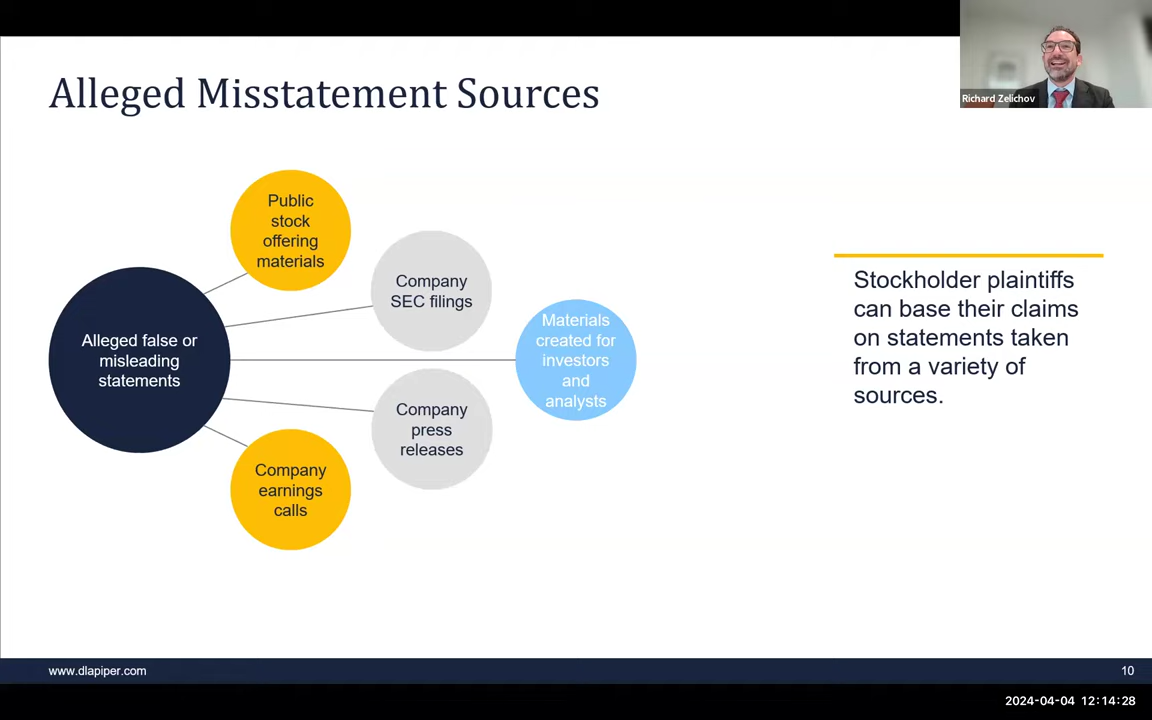 Alleged Misstatement Sources
Richard Zelichov
Public
stock
offering
materials
Company
SEC filings
Materials
created for
investors
and
analysts
Alleged false or
misleading
statements
Company
press
releases
Company
earnings
calls
Stockholder plaintiffs
can base their claims
on statements taken
from a variety of
sources.
www.dlapiper.com
10
2024-04-04 12:14:28